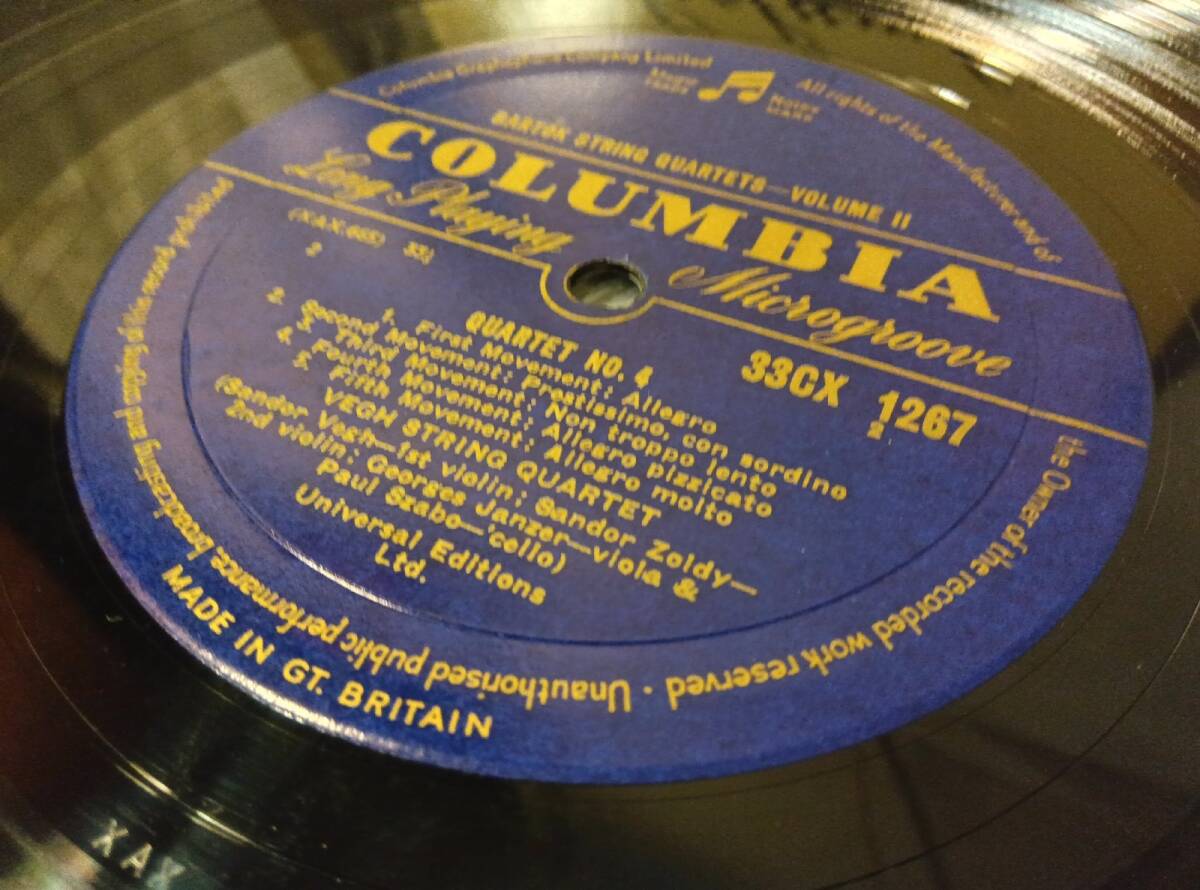 Columbia Graphophone Company Limited
All rights of the Manufacturer and of
the Owner of the recorded work reserved · Unauthorised public performance, broadcasting and copying of this record prohibited
BARTÓK STRING QUARTETS—VOLUME II
COLUMBIA
Long Playing Microgroove
33⅓
2
33CX 1267
QUARTET NO. 4
1. First Movement: Allegro
2. Second Movement: Prestissimo, con sordino
3. Third Movement: Non troppo lento
4. Fourth Movement: Allegro pizzicato
5. Fifth Movement: Allegro molto
VEGH STRING QUARTET
(Sandor Vegh—1st violin; Sandor Zoldy—
2nd violin; Georges Janzer—viola &
Paul Szabo—'cello)
Universal Editions
Ltd.
MADE IN GT. BRITAIN
XAX